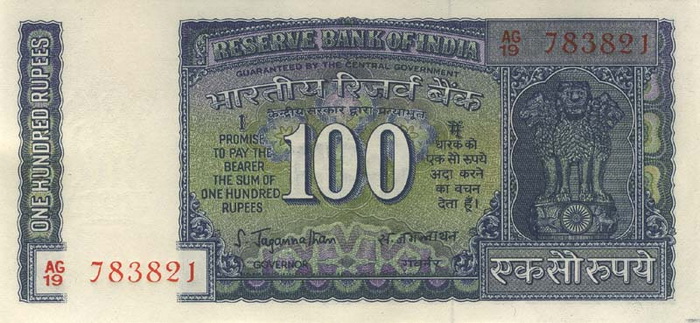 ONE HUNDRED RUPEES
RESERVE BANK OF INDIA
AG
19 783821
GUARANTEED BY THE CENTRAL GOVERNMENT
भारतीय रिज़र्व बैंक
केन्द्रीय सरकार द्वारा प्रत्याभूत
I
PROMISE
TO PAY THE
BEARER
THE SUM OF
ONE HUNDRED
RUPEES
100
मैं
धारक को
एक सौ रुपये
अदा करने
का वचन
देता हूँ।
S. Jagannathan
स. जगन्नाथन
GOVERNOR
गवर्नर
AG
19 783821
एक सौ रुपये